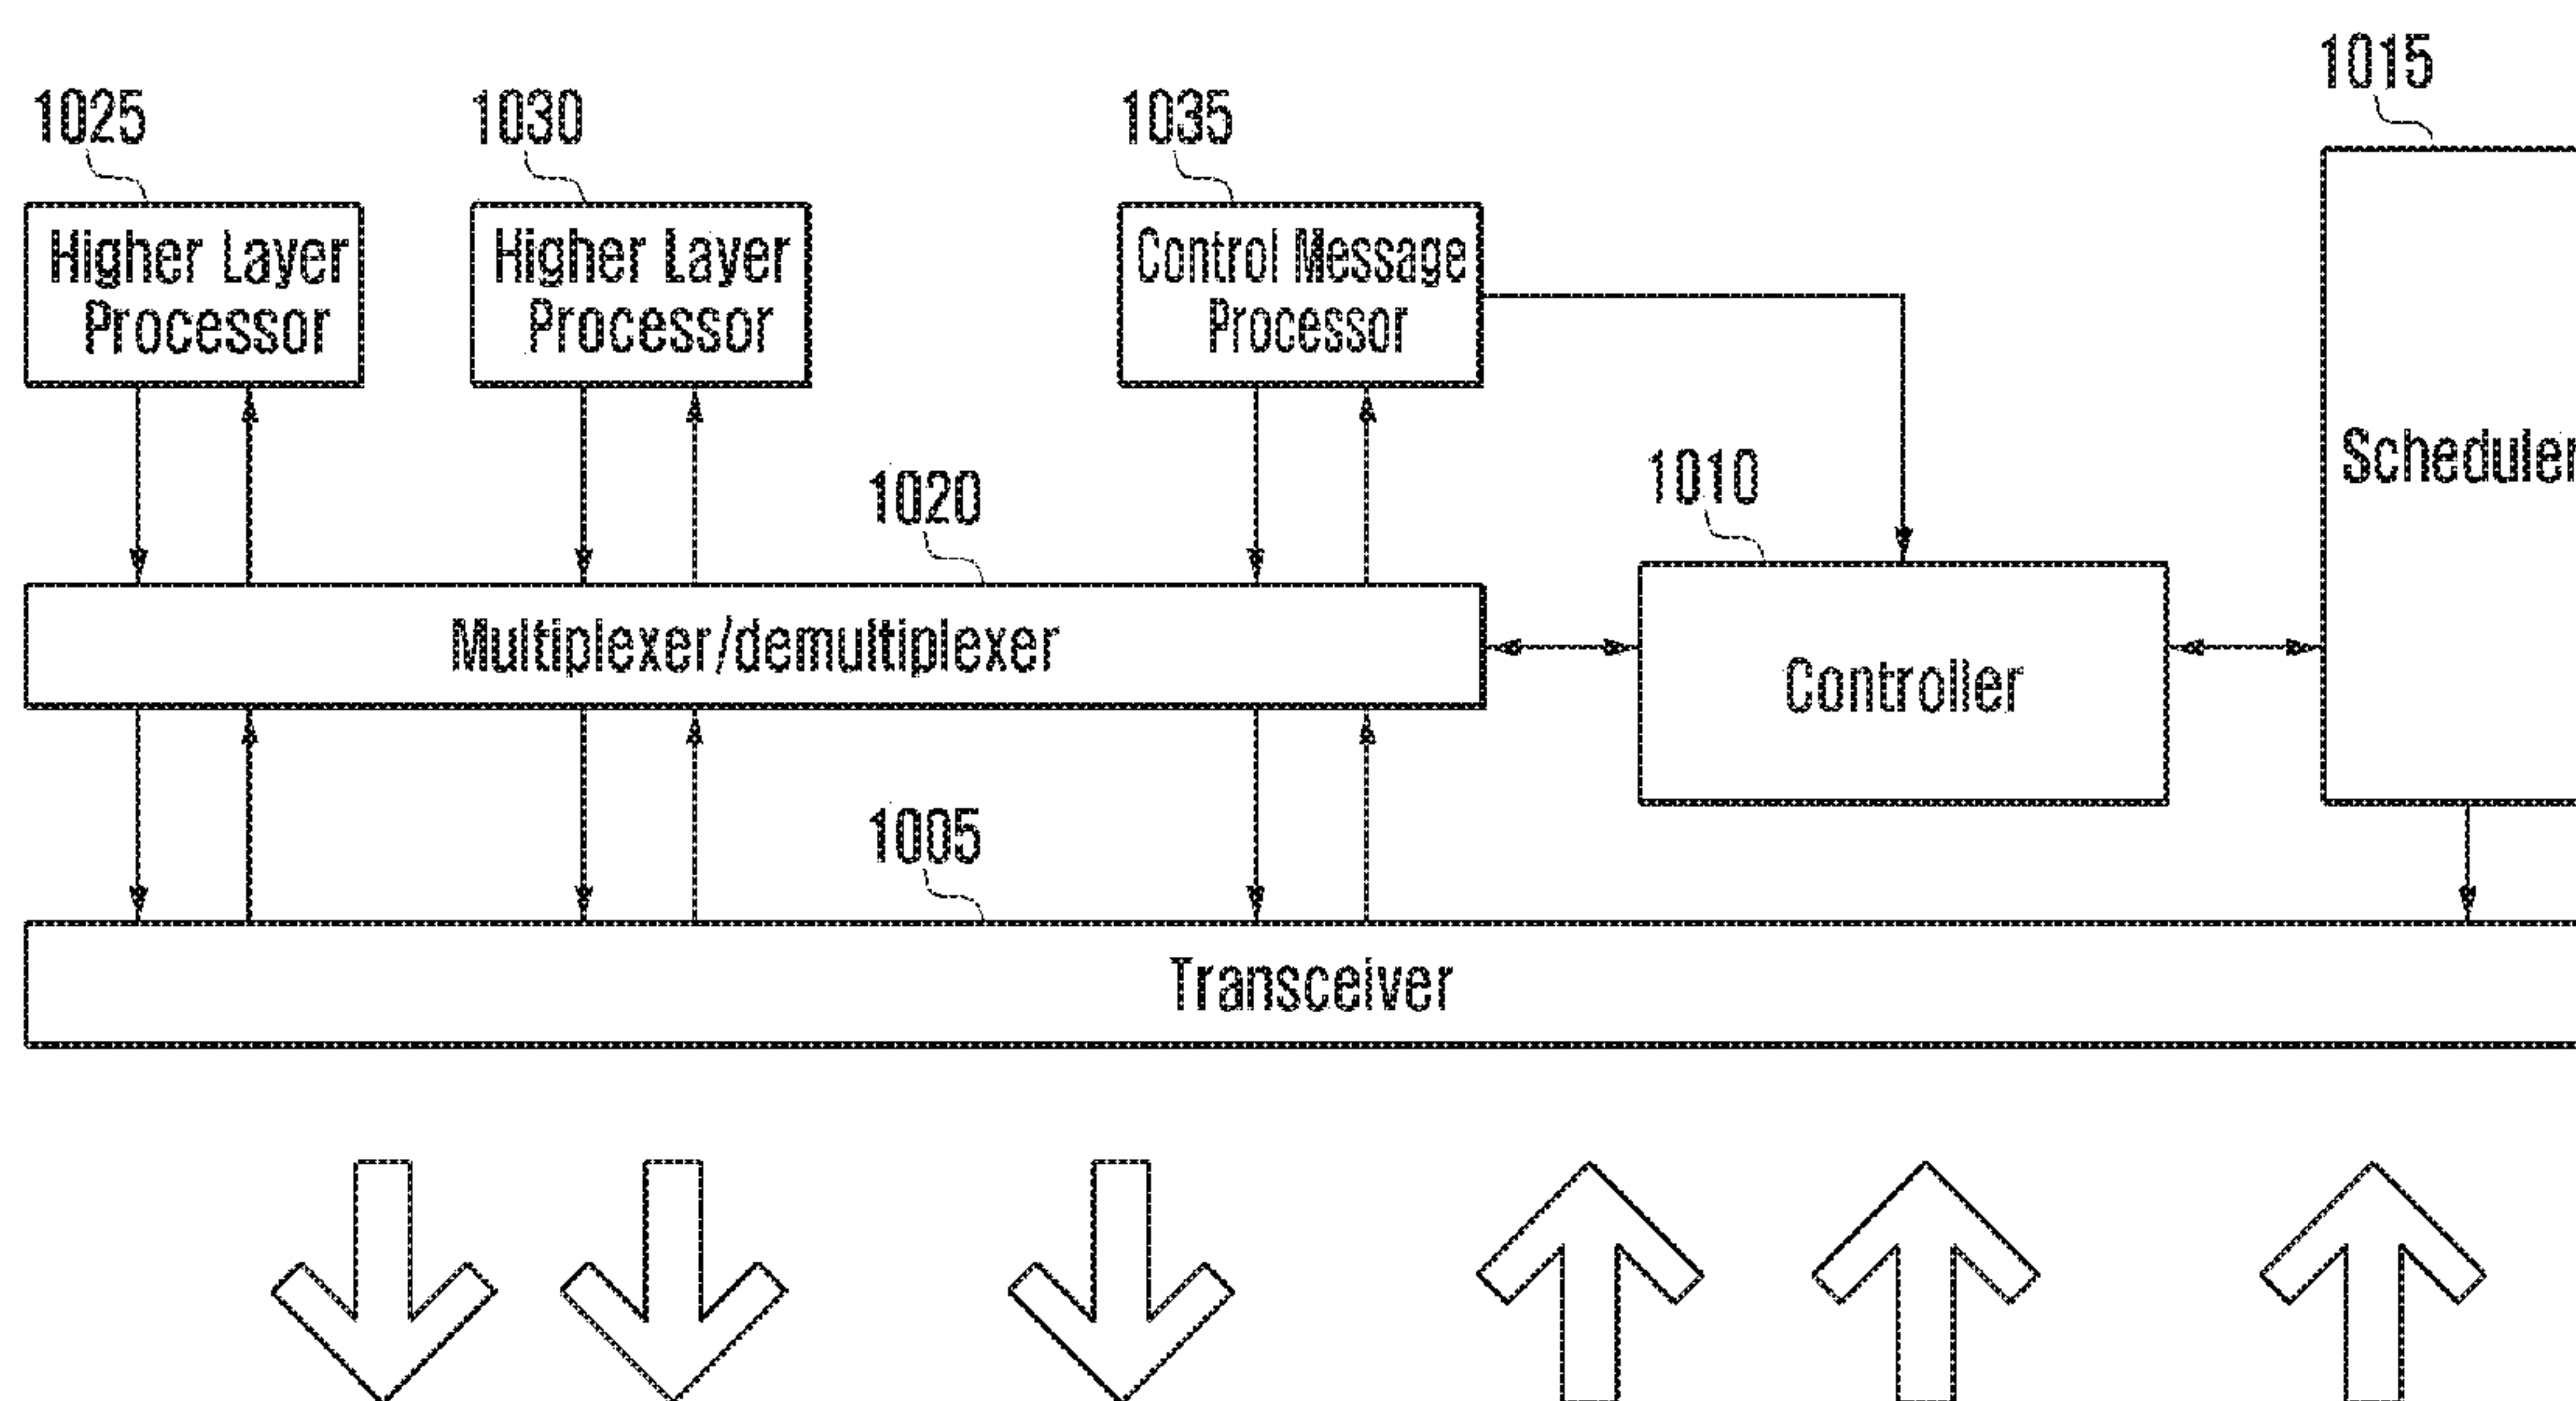 1015
1025
1030
1035
Higher Layer
Processor
Higher Layer
Processor
Control Message
Processor
Scheduler
1020
1010
Multiplexer/demultiplexer
Controller
1005
Transceiver